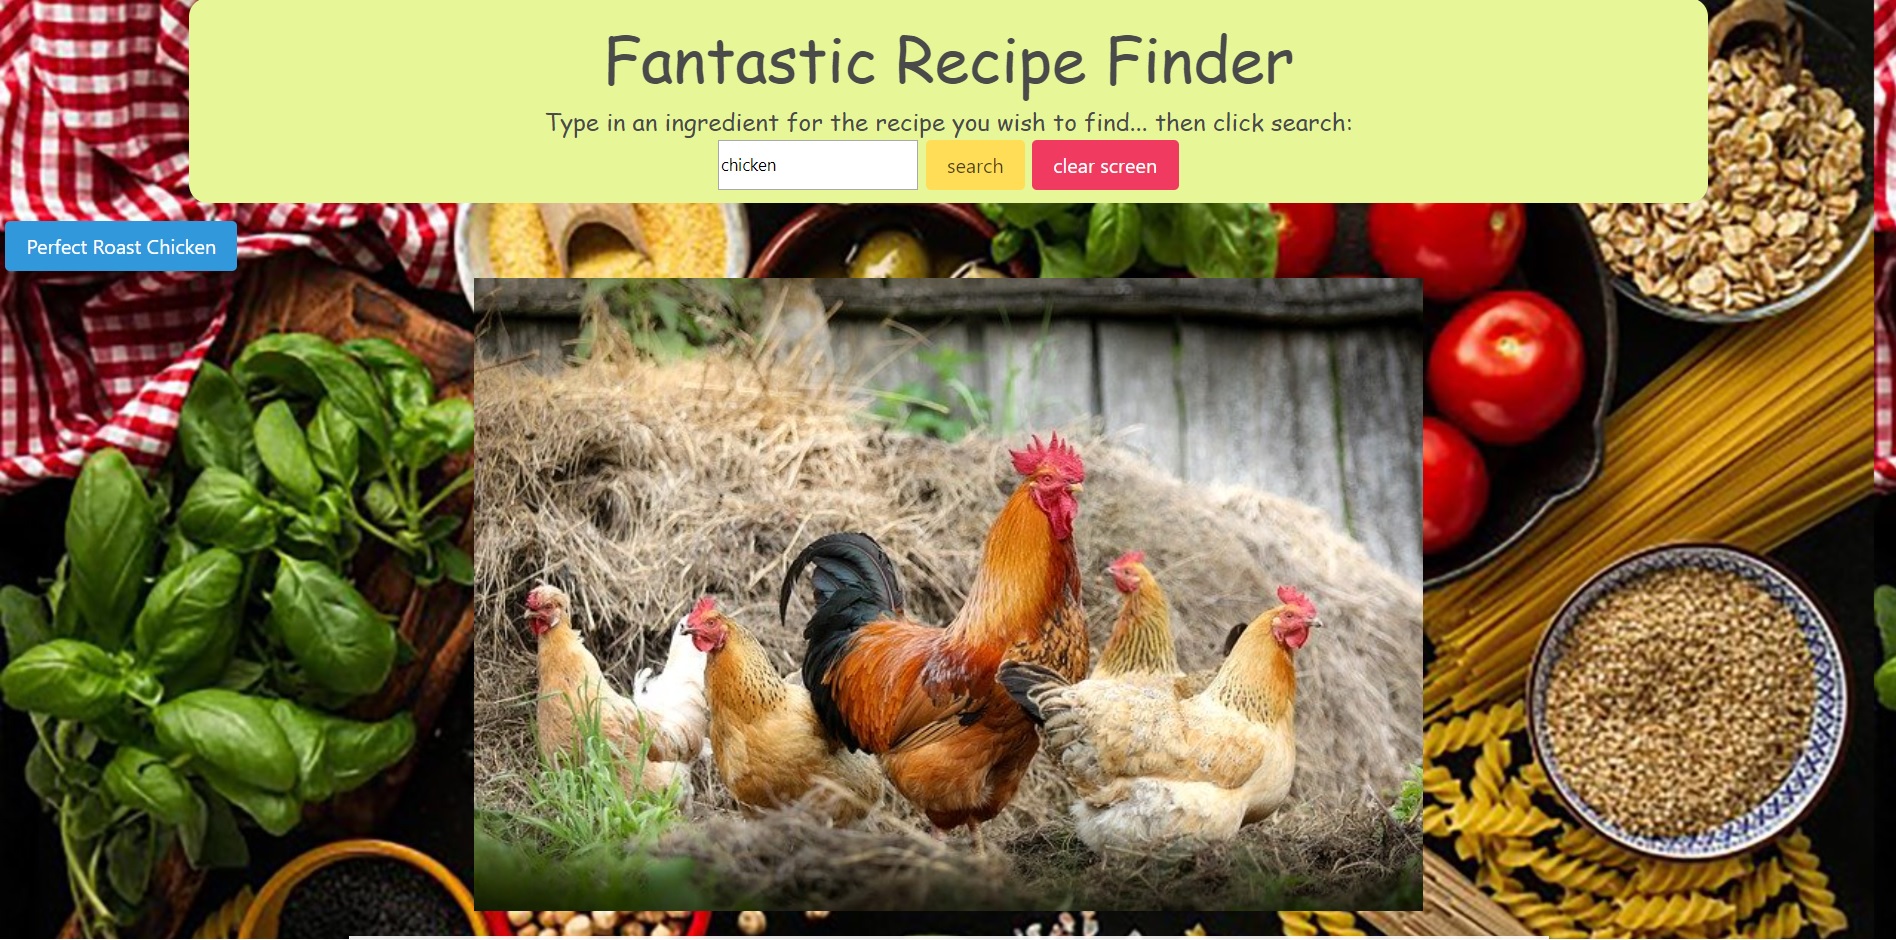 Fantastic Recipe Finder
Type in an ingredient for the recipe you wish to find... then click search:
chicken search clear screen
Perfect Roast Chicken